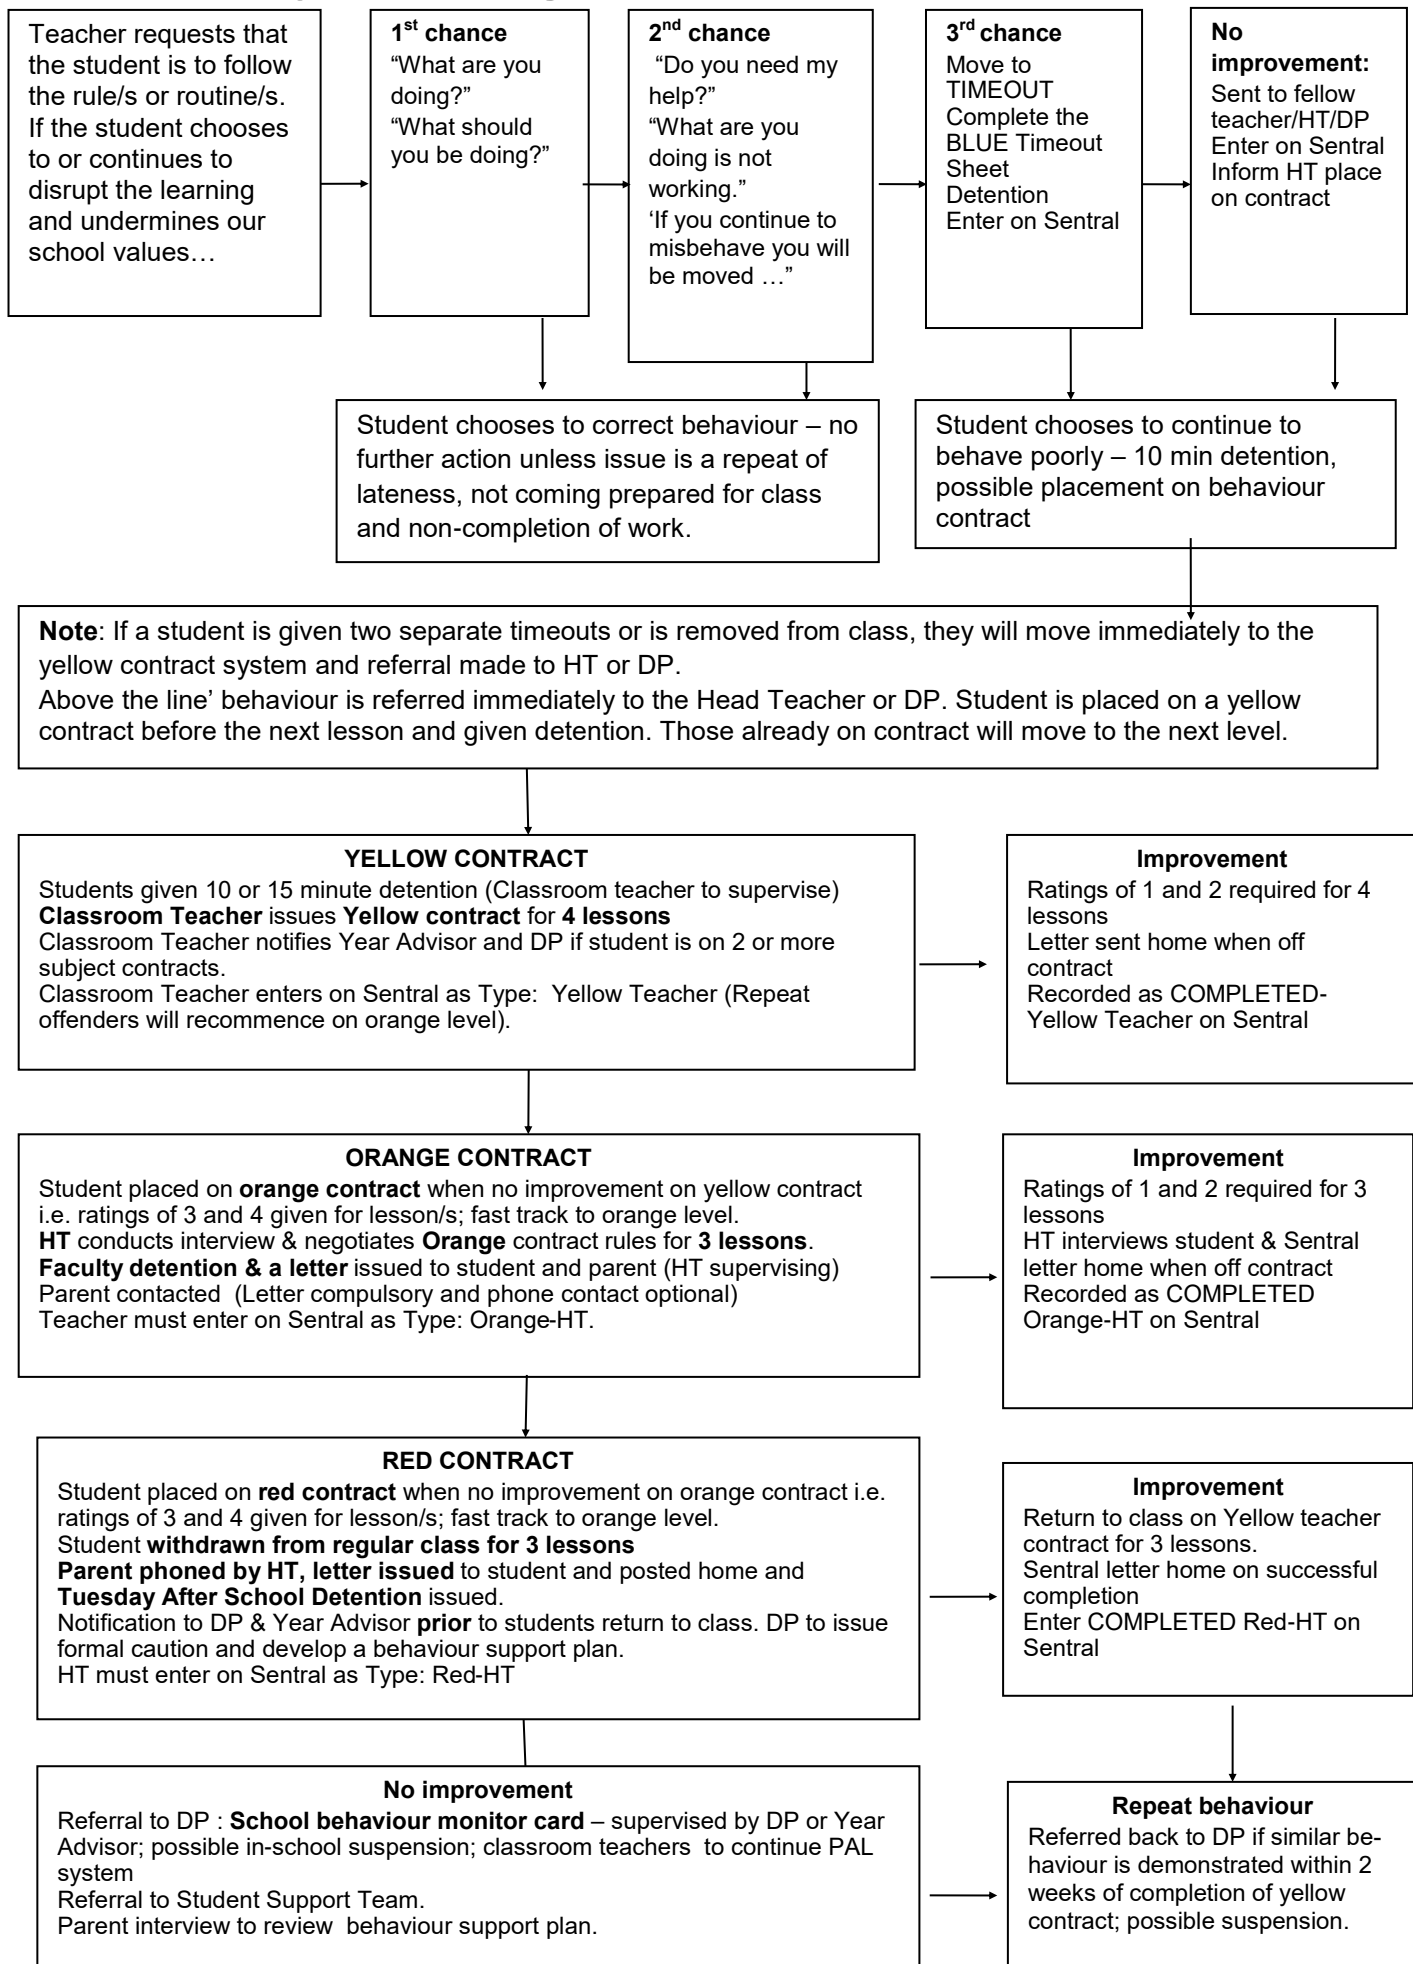 Teacher requests that
the student is to follow
the rule/s or routine/s.
If the student chooses
to or continues to
disrupt the learning
and undermines our
school values…
1st chance
“What are you
doing?”
“What should
you be doing?”
2nd chance
“Do you need my
help?”
“What are you
doing is not
working.”
‘If you continue to
misbehave you will
be moved …”
3rd chance
Move to
TIMEOUT
Complete the
BLUE Timeout
Sheet
Detention
Enter on Sentral
No
improvement:
Sent to fellow
teacher/HT/DP
Enter on Sentral
Inform HT place
on contract
Student chooses to correct behaviour – no
further action unless issue is a repeat of
lateness, not coming prepared for class
and non-completion of work.
Student chooses to continue to
behave poorly – 10 min detention,
possible placement on behaviour
contract
Note: If a student is given two separate timeouts or is removed from class, they will move immediately to the
yellow contract system and referral made to HT or DP.
Above the line’ behaviour is referred immediately to the Head Teacher or DP. Student is placed on a yellow
contract before the next lesson and given detention. Those already on contract will move to the next level.
YELLOW CONTRACT
Students given 10 or 15 minute detention (Classroom teacher to supervise)
Classroom Teacher issues Yellow contract for 4 lessons
Classroom Teacher notifies Year Advisor and DP if student is on 2 or more
subject contracts.
Classroom Teacher enters on Sentral as Type: Yellow Teacher (Repeat
offenders will recommence on orange level).
Improvement
Ratings of 1 and 2 required for 4
lessons
Letter sent home when off
contract
Recorded as COMPLETED-
Yellow Teacher on Sentral
ORANGE CONTRACT
Student placed on orange contract when no improvement on yellow contract
i.e. ratings of 3 and 4 given for lesson/s; fast track to orange level.
HT conducts interview & negotiates Orange contract rules for 3 lessons.
Faculty detention & a letter issued to student and parent (HT supervising)
Parent contacted (Letter compulsory and phone contact optional)
Teacher must enter on Sentral as Type: Orange-HT.
Improvement
Ratings of 1 and 2 required for 3
lessons
HT interviews student & Sentral
letter home when off contract
Recorded as COMPLETED
Orange-HT on Sentral
RED CONTRACT
Student placed on red contract when no improvement on orange contract i.e.
ratings of 3 and 4 given for lesson/s; fast track to orange level.
Student withdrawn from regular class for 3 lessons
Parent phoned by HT, letter issued to student and posted home and
Tuesday After School Detention issued.
Notification to DP & Year Advisor prior to students return to class. DP to issue
formal caution and develop a behaviour support plan.
HT must enter on Sentral as Type: Red-HT
Improvement
Return to class on Yellow teacher
contract for 3 lessons.
Sentral letter home on successful
completion
Enter COMPLETED Red-HT on
Sentral
No improvement
Referral to DP : School behaviour monitor card – supervised by DP or Year
Advisor; possible in-school suspension; classroom teachers to continue PAL
system
Referral to Student Support Team.
Parent interview to review behaviour support plan.
Repeat behaviour
Referred back to DP if similar be-
haviour is demonstrated within 2
weeks of completion of yellow
contract; possible suspension.